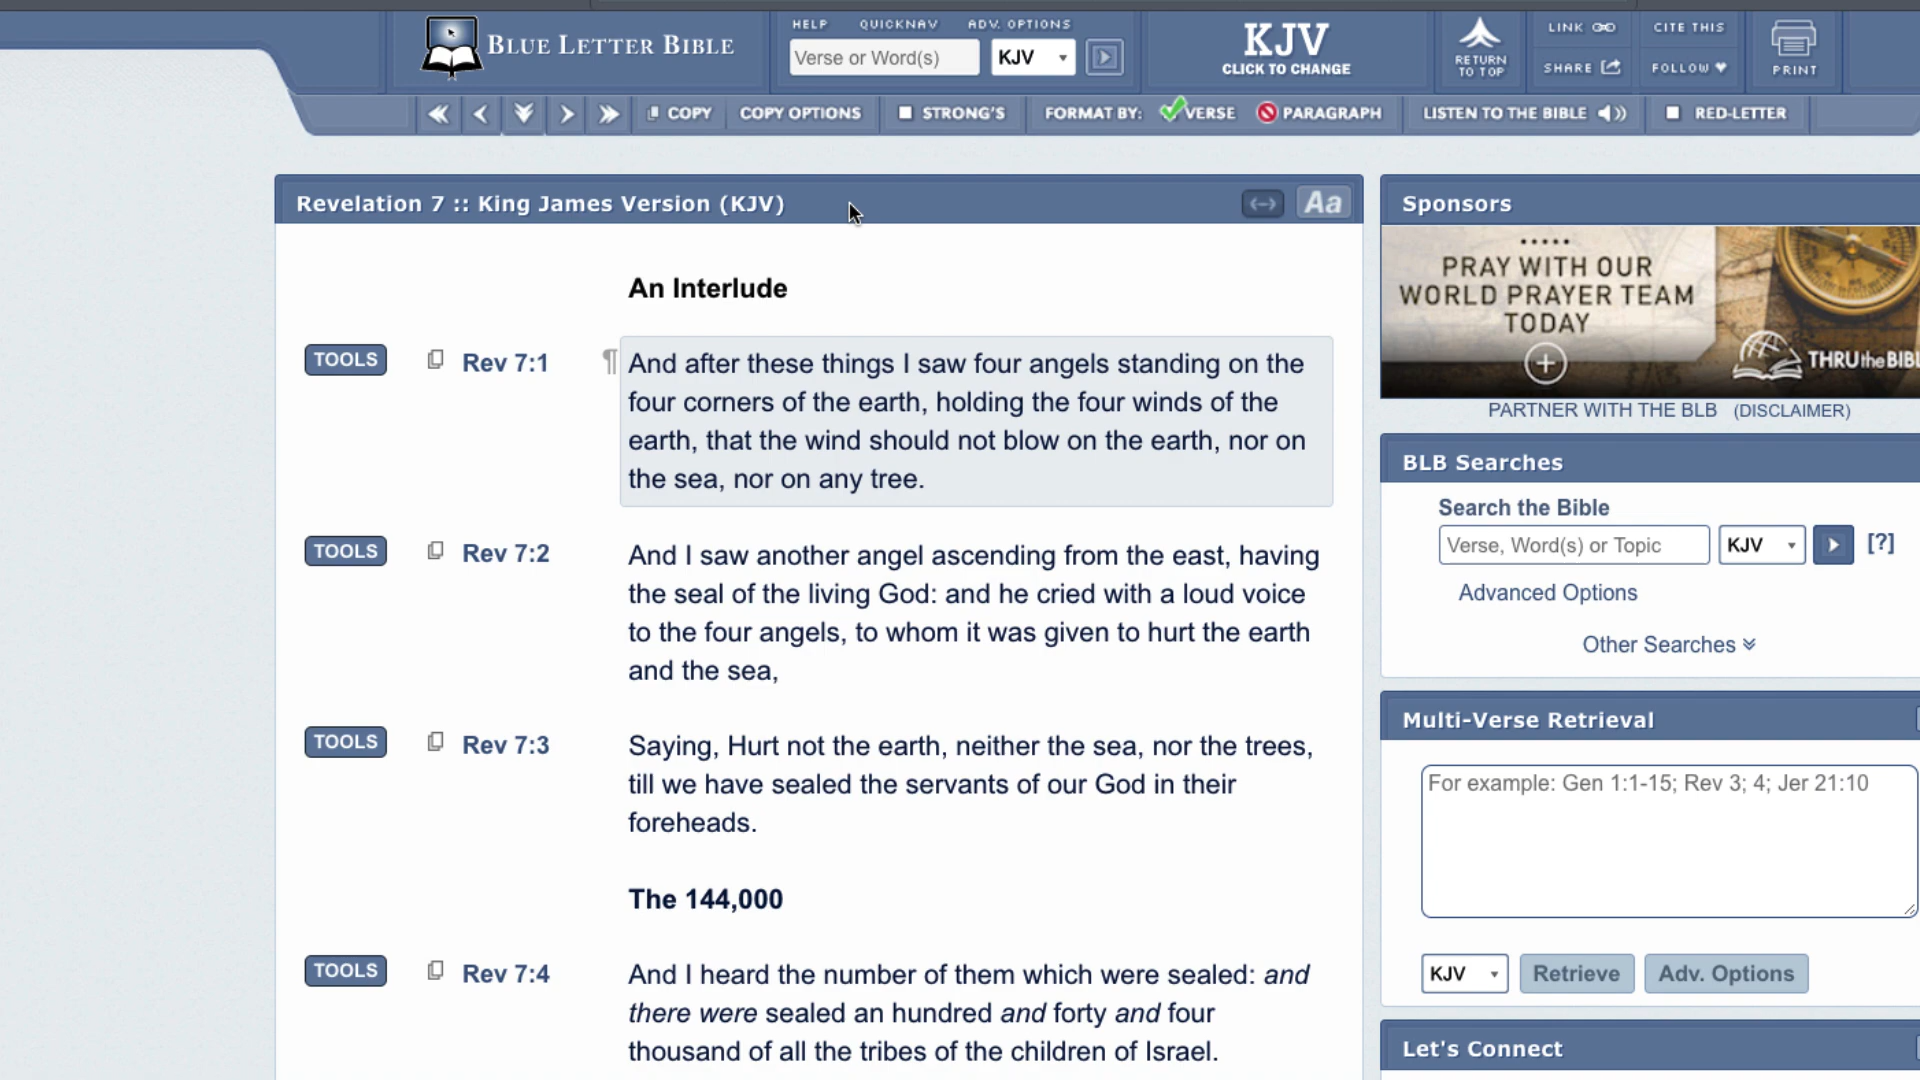 HELP QUICKNAV ADV. OPTIONS
BLUE LETTER BIBLE
Verse or Word(s) KJV
KJV
CLICK TO CHANGE
RETURN
TO TOP
LINK
SHARE
CITE THIS
FOLLOW
PRINT
COPY COPY OPTIONS STRONG'S FORMAT BY: VERSE PARAGRAPH LISTEN TO THE BIBLE RED-LETTER
Revelation 7 :: King James Version (KJV) Aa
An Interlude
TOOLS Rev 7:1 ¶ And after these things I saw four angels standing on the
four corners of the earth, holding the four winds of the
earth, that the wind should not blow on the earth, nor on
the sea, nor on any tree.
TOOLS Rev 7:2 And I saw another angel ascending from the east, having
the seal of the living God: and he cried with a loud voice
to the four angels, to whom it was given to hurt the earth
and the sea,
TOOLS Rev 7:3 Saying, Hurt not the earth, neither the sea, nor the trees,
till we have sealed the servants of our God in their
foreheads.
The 144,000
TOOLS Rev 7:4 And I heard the number of them which were sealed: and
there were sealed an hundred and forty and four
thousand of all the tribes of the children of Israel.
Sponsors
PRAY WITH OUR
WORLD PRAYER TEAM
TODAY
THRU the BIBL
PARTNER WITH THE BLB (DISCLAIMER)
BLB Searches
Search the Bible
Verse, Word(s) or Topic KJV [?]
Advanced Options
Other Searches
Multi-Verse Retrieval
For example: Gen 1:1-15; Rev 3; 4; Jer 21:10
KJV Retrieve Adv. Options
Let's Connect